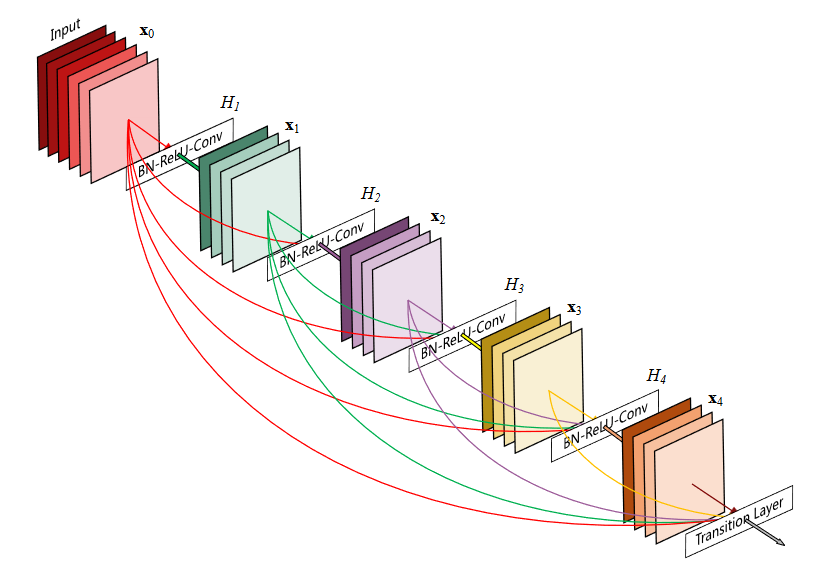 Input
x0
H1
BN-ReLU-Conv
x1
H2
BN-ReLU-Conv
x2
H3
BN-ReLU-Conv
x3
H4
BN-ReLU-Conv
x4
Transition Layer